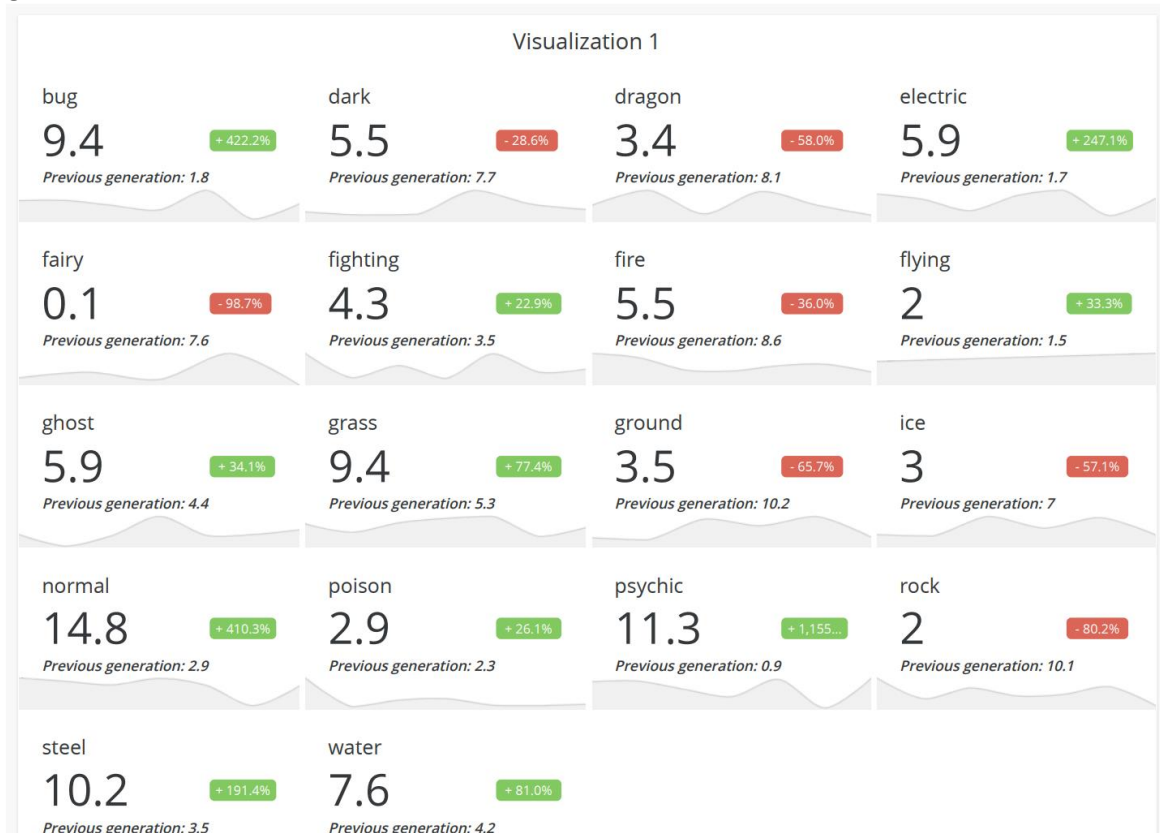 Visualization 1
bug
9.4
+ 422.2%
Previous generation: 1.8
dark
5.5
- 28.6%
Previous generation: 7.7
dragon
3.4
- 58.0%
Previous generation: 8.1
electric
5.9
+ 247.1%
Previous generation: 1.7
fairy
0.1
- 98.7%
Previous generation: 7.6
fighting
4.3
+ 22.9%
Previous generation: 3.5
fire
5.5
- 36.0%
Previous generation: 8.6
flying
2
+ 33.3%
Previous generation: 1.5
ghost
5.9
+ 34.1%
Previous generation: 4.4
grass
9.4
+ 77.4%
Previous generation: 5.3
ground
3.5
- 65.7%
Previous generation: 10.2
ice
3
- 57.1%
Previous generation: 7
normal
14.8
+ 410.3%
Previous generation: 2.9
poison
2.9
+ 26.1%
Previous generation: 2.3
psychic
11.3
+ 1,155...
Previous generation: 0.9
rock
2
- 80.2%
Previous generation: 10.1
steel
10.2
+ 191.4%
Previous generation: 3.5
water
7.6
+ 81.0%
Previous generation: 4.2